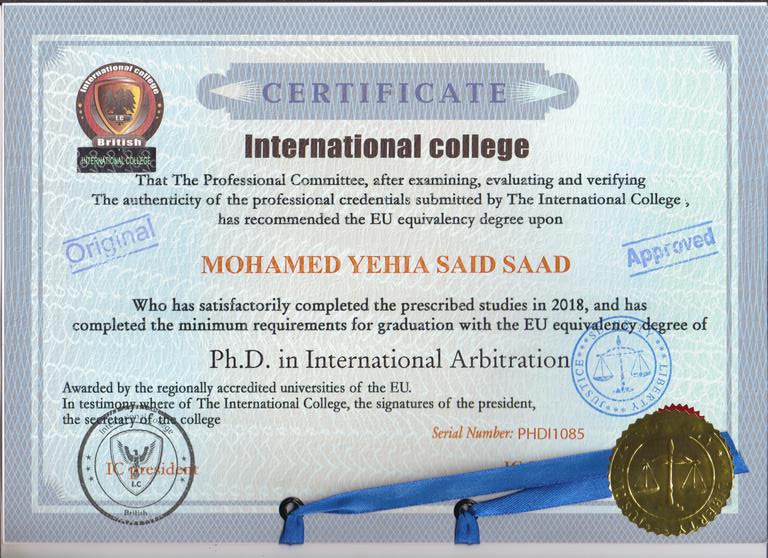 International college
I.C
British
INTERNATIONAL COLLEGE
CERTIFICATE
International college
That The Professional Committee, after examining, evaluating and verifying
The authenticity of the professional credentials submitted by The International College ,
has recommended the EU equivalency degree upon
Original
Approved
MOHAMED YEHIA SAID SAAD
Who has satisfactorily completed the prescribed studies in 2018, and has
completed the minimum requirements for graduation with the EU equivalency degree of
Ph.D. in International Arbitration
SECURITY JUSTICE LIBERTY
Awarded by the regionally accredited universities of the EU.
In testimony where of The International College, the signatures of the president,
the secretary of the college
Serial Number: PHDI1085
International College
IC president
I.C
British
IC
LIBERTY